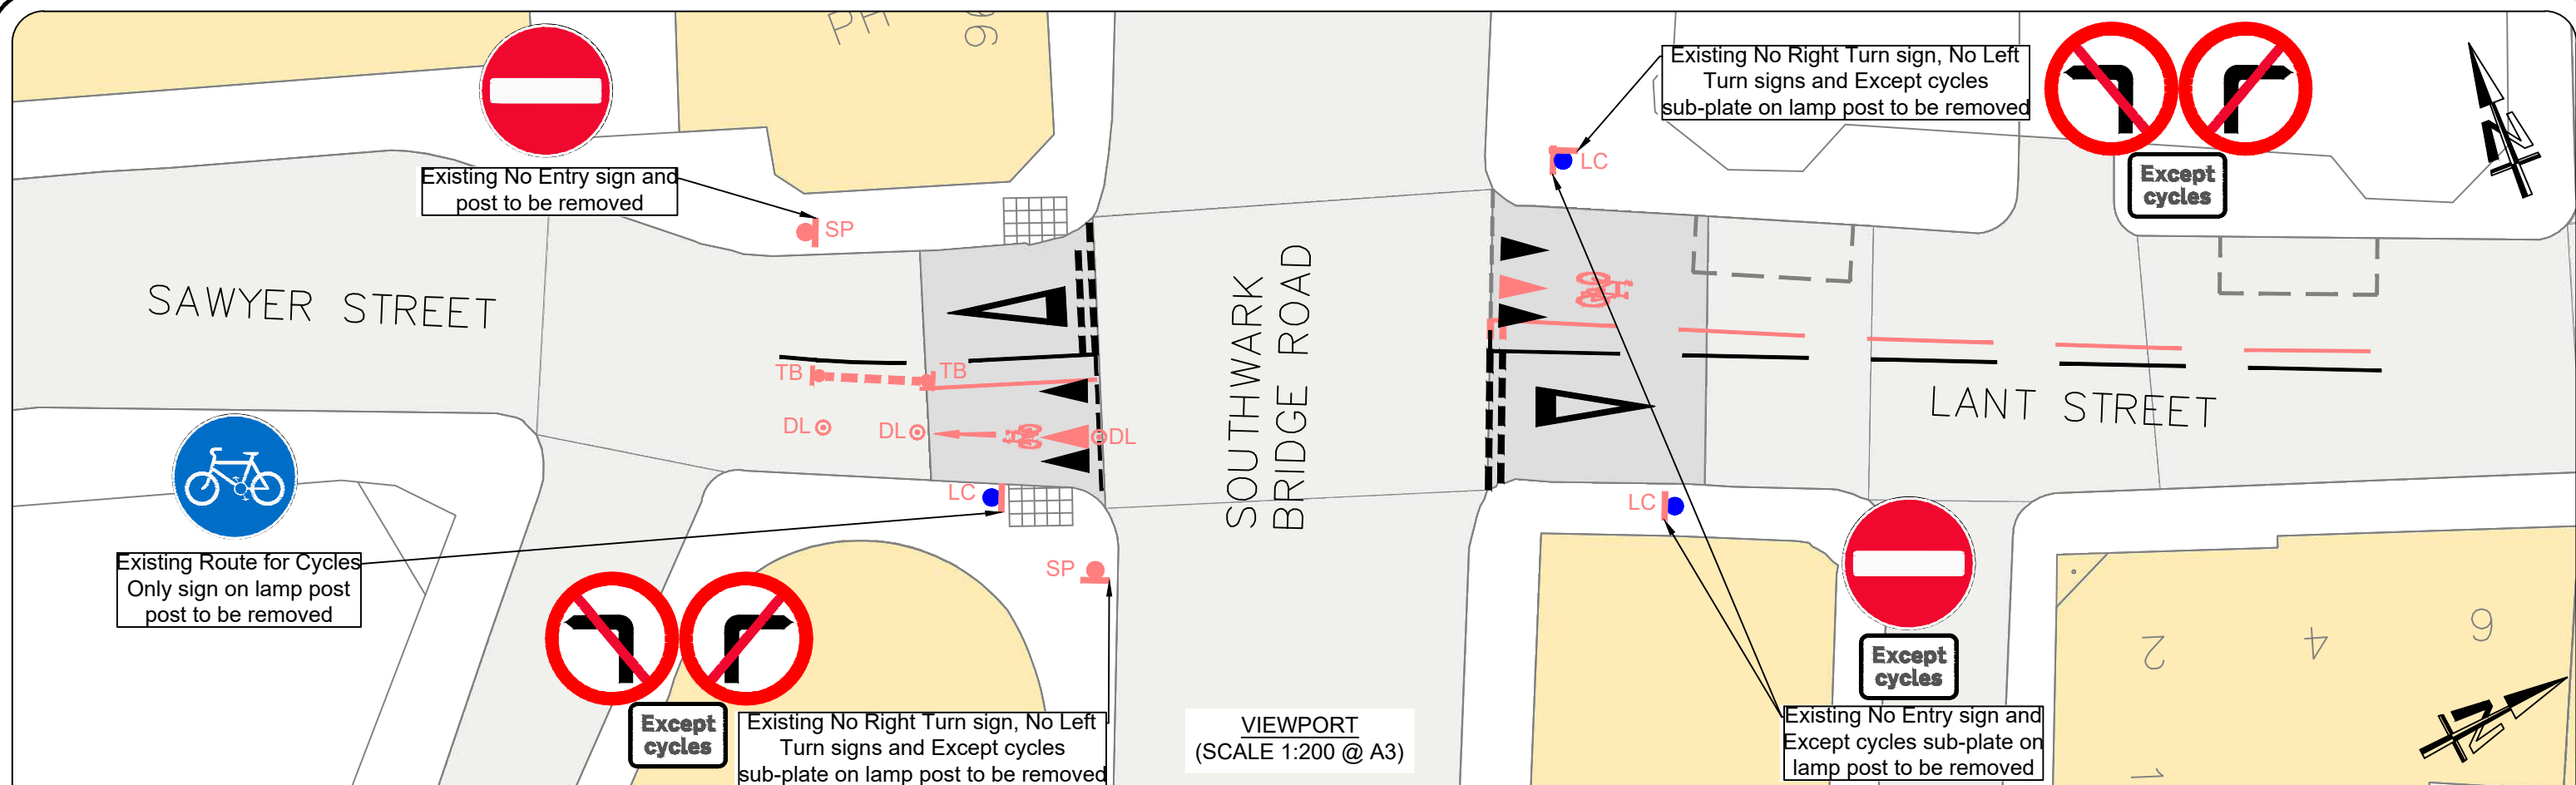 PH
96
Existing No Right Turn sign, No Left
Turn signs and Except cycles
sub-plate on lamp post to be removed
Except
cycles
N
Existing No Entry sign and
post to be removed
SP
LC
SAWYER STREET
SOUTHWARK
BRIDGE ROAD
LANT STREET
TB
TB
DL
DL
DL
LC
LC
SP
Existing Route for Cycles
Only sign on lamp post
post to be removed
Except
cycles
Existing No Right Turn sign, No Left
Turn signs and Except cycles
sub-plate on lamp post to be removed
VIEWPORT
(SCALE 1:200 @ A3)
Except
cycles
Existing No Entry sign and
Except cycles sub-plate on
lamp post to be removed
2
4
6
1
N